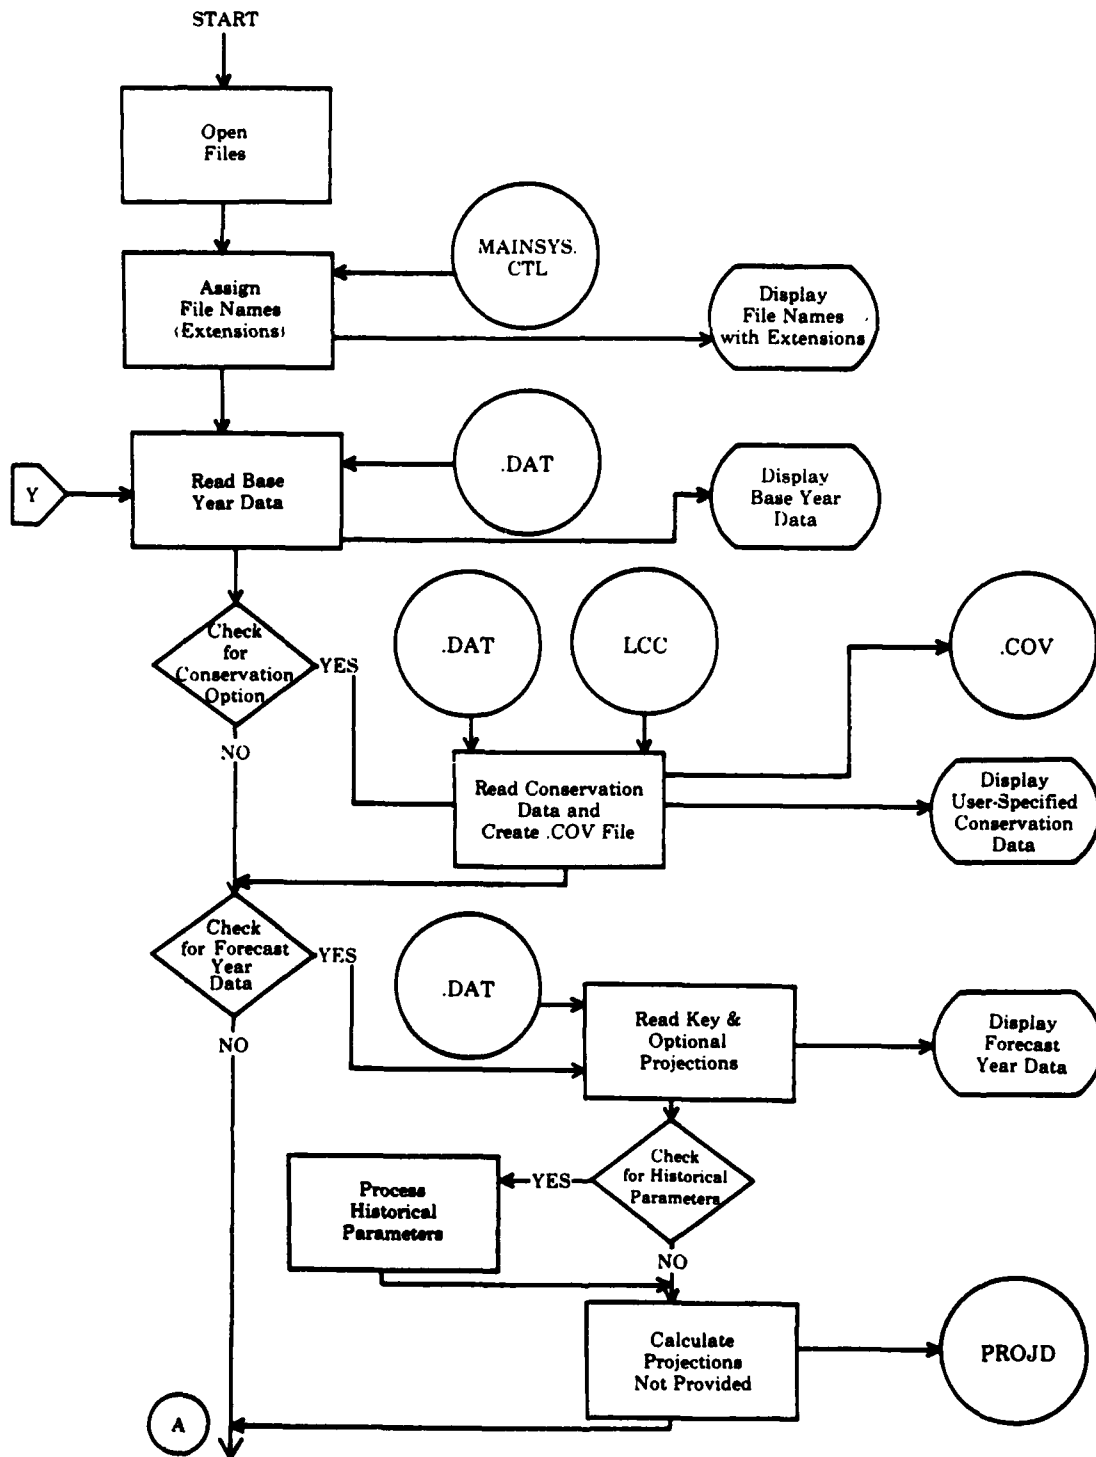 START
Open
Files
MAINSYS.
CTL
Assign
File Names
(Extensions)
Display
File Names
with Extensions
Y
Read Base
Year Data
.DAT
Display
Base Year
Data
Check
for
Conservation
Option
YES
NO
.DAT
LCC
.COV
Read Conservation
Data and
Create .COV File
Display
User-Specified
Conservation
Data
Check
for Forecast
Year
Data
YES
NO
.DAT
Read Key &
Optional
Projections
Display
Forecast
Year Data
Check
for Historical
Parameters
YES
NO
Process
Historical
Parameters
Calculate
Projections
Not Provided
PROJD
A